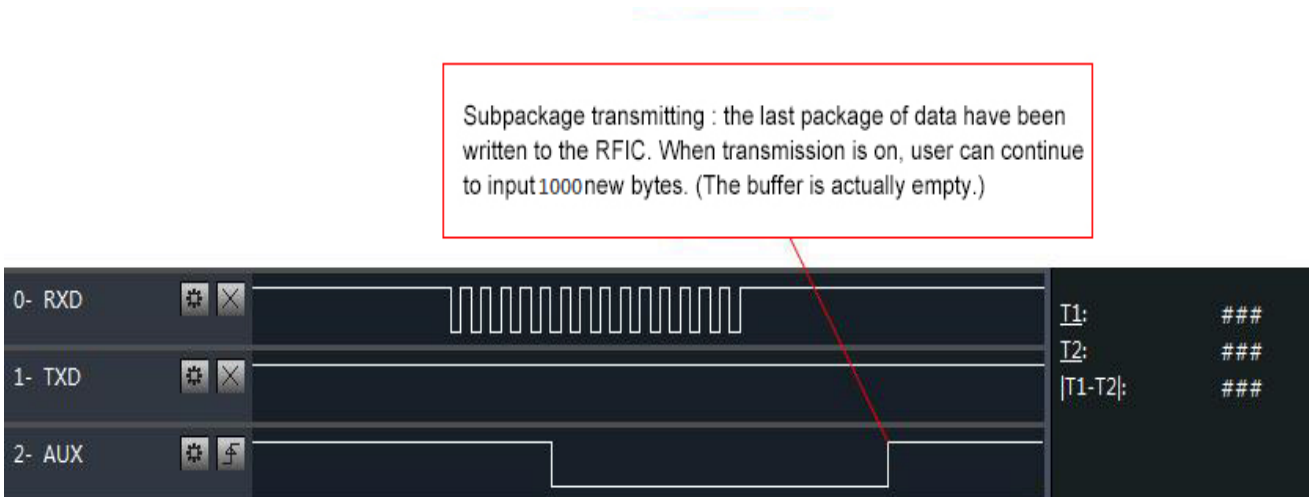 Subpackage transmitting : the last package of data have been
written to the RFIC. When transmission is on, user can continue
to input 1000 new bytes. (The buffer is actually empty.)
0- RXD
T1: ###
1- TXD
T2: ###
|T1-T2|: ###
2- AUX